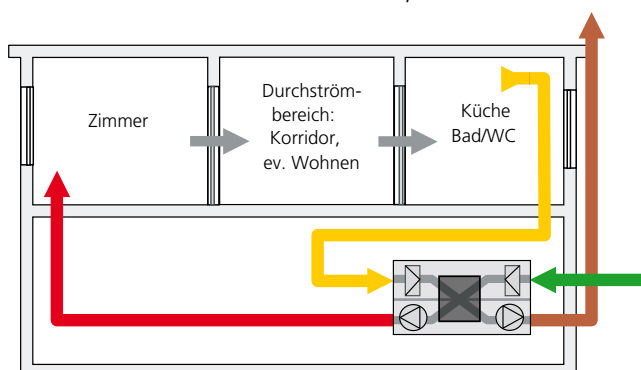 Zimmer
Durchström-
bereich:
Korridor,
ev. Wohnen
Küche
Bad/WC